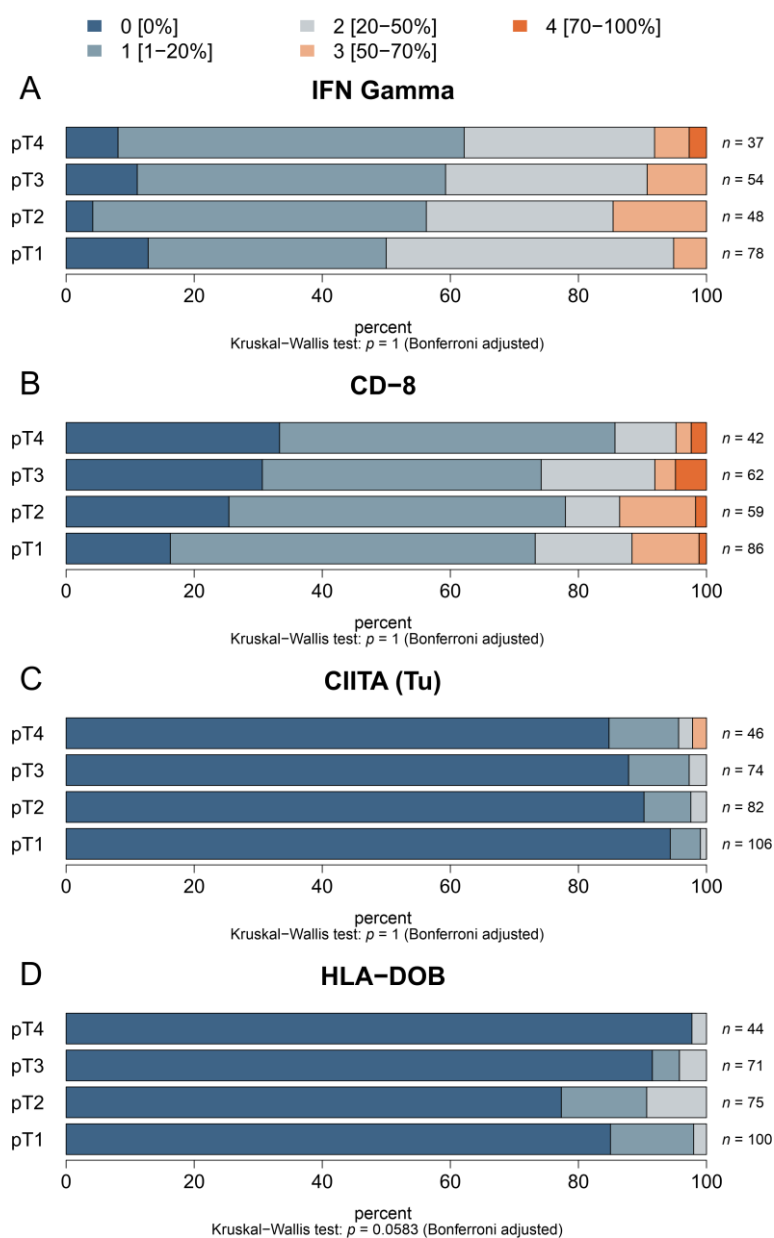 0 [0%] 2 [20−50%] 4 [70−100%]
1 [1−20%] 3 [50−70%]
A IFN Gamma
pT4 n = 37
pT3 n = 54
pT2 n = 48
pT1 n = 78
0 20 40 60 80 100
percent
Kruskal−Wallis test: p = 1 (Bonferroni adjusted)
B CD−8
pT4 n = 42
pT3 n = 62
pT2 n = 59
pT1 n = 86
0 20 40 60 80 100
percent
Kruskal−Wallis test: p = 1 (Bonferroni adjusted)
C CIITA (Tu)
pT4 n = 46
pT3 n = 74
pT2 n = 82
pT1 n = 106
0 20 40 60 80 100
percent
Kruskal−Wallis test: p = 1 (Bonferroni adjusted)
D HLA−DOB
pT4 n = 44
pT3 n = 71
pT2 n = 75
pT1 n = 100
0 20 40 60 80 100
percent
Kruskal−Wallis test: p = 0.0583 (Bonferroni adjusted)